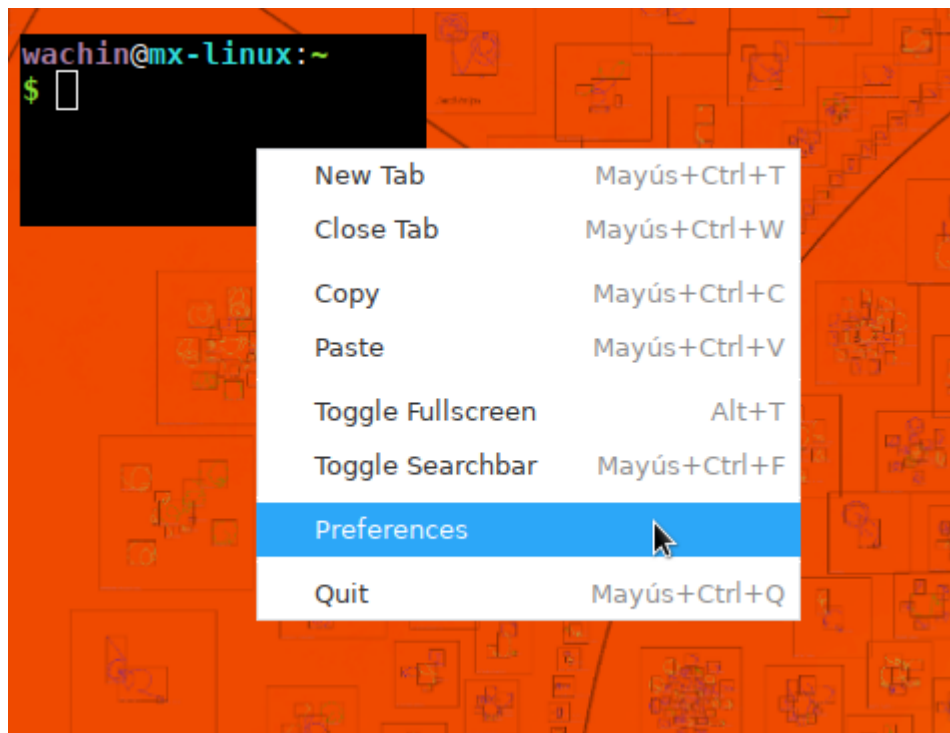 wachin@mx-linux:~
$
New Tab Mayús+Ctrl+T
Close Tab Mayús+Ctrl+W
Copy Mayús+Ctrl+C
Paste Mayús+Ctrl+V
Toggle Fullscreen Alt+T
Toggle Searchbar Mayús+Ctrl+F
Preferences
Quit Mayús+Ctrl+Q